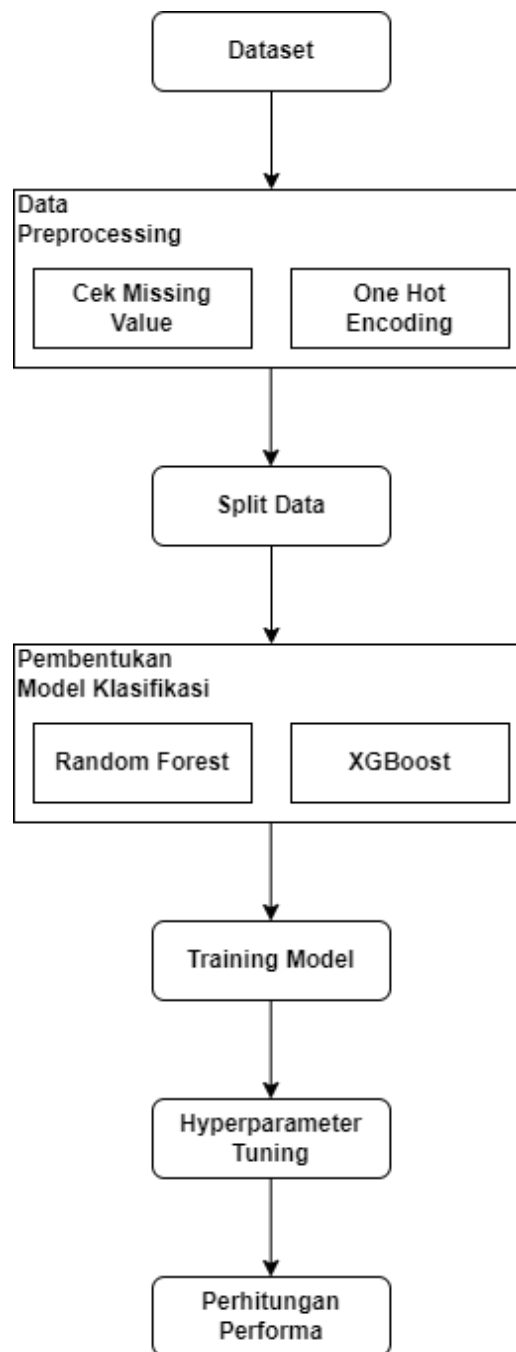 Dataset
Data
Preprocessing
Cek Missing
Value
One Hot
Encoding
Split Data
Pembentukan
Model Klasifikasi
Random Forest
XGBoost
Training Model
Hyperparameter
Tuning
Perhitungan
Performa